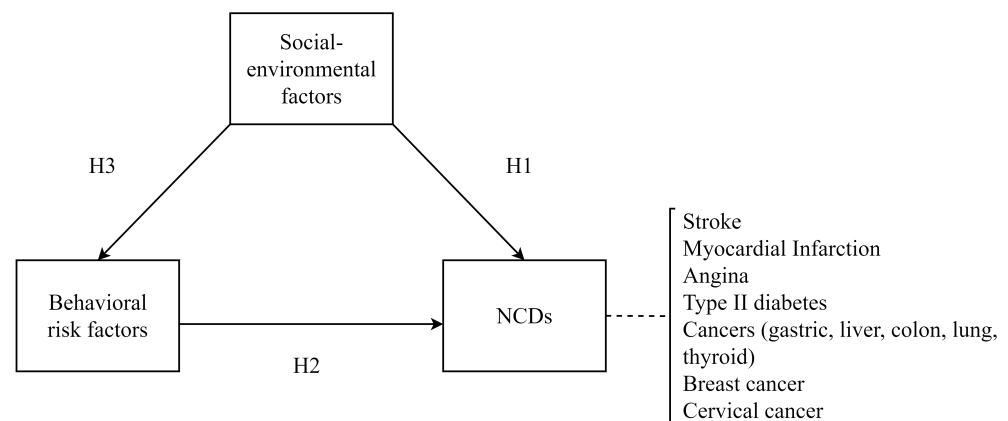 Social-
environmental
factors
H3
H1
Behavioral
risk factors
H2
NCDs
Stroke
Myocardial Infarction
Angina
Type II diabetes
Cancers (gastric, liver, colon, lung,
thyroid)
Breast cancer
Cervical cancer